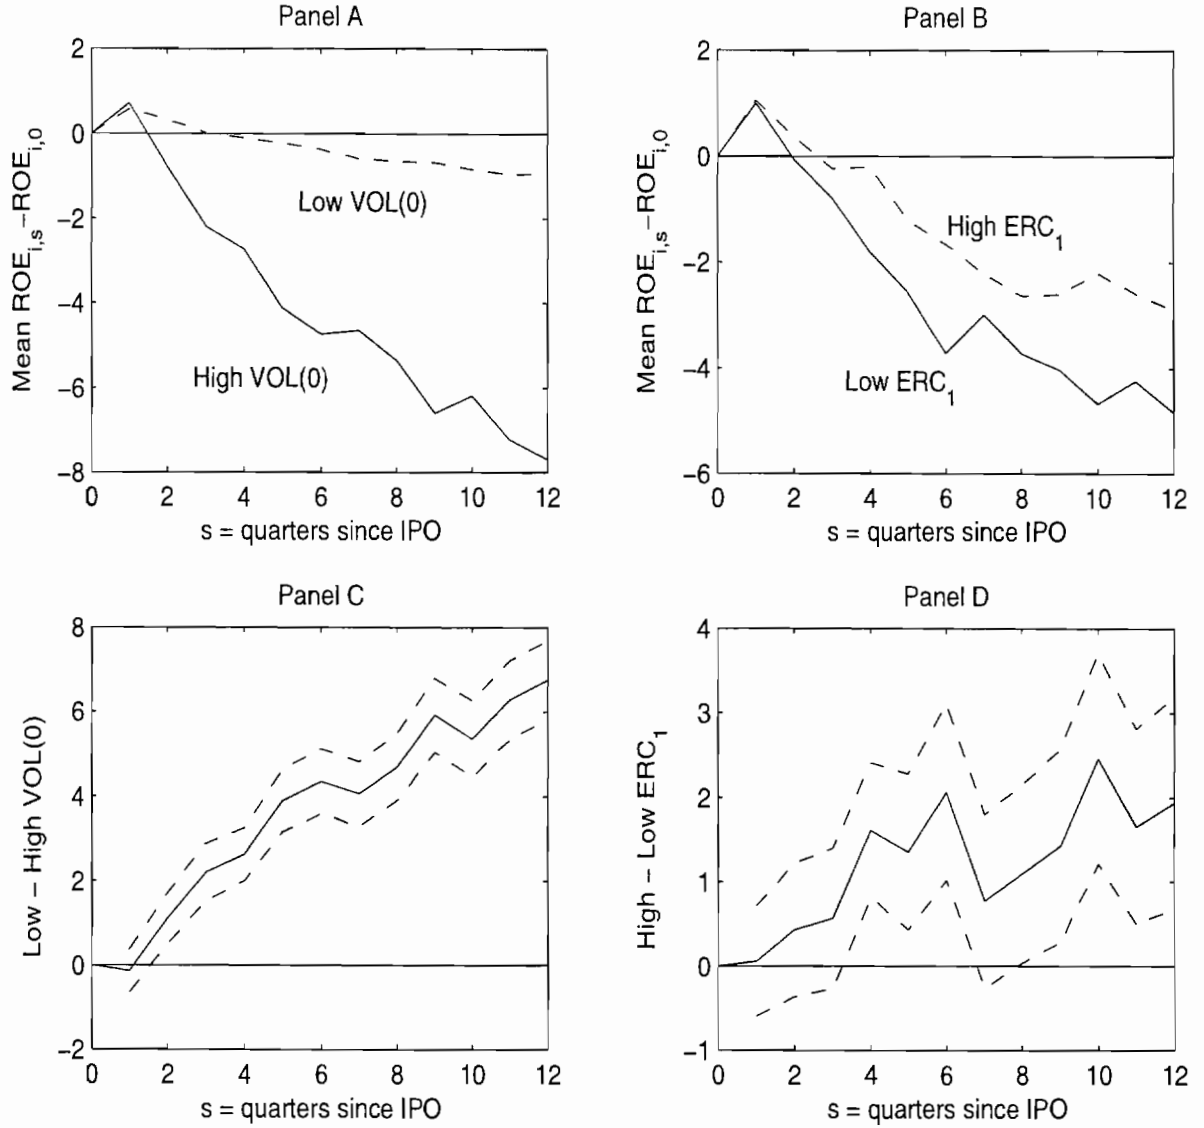 Panel A
2
0
−2
−4
−6
−8
Mean ROE_{i,s}−ROE_{i,0}
Low VOL(0)
High VOL(0)
0 2 4 6 8 10 12
s = quarters since IPO
Panel B
2
0
−2
−4
−6
Mean ROE_{i,s}−ROE_{i,0}
High ERC_1
Low ERC_1
0 2 4 6 8 10 12
s = quarters since IPO
Panel C
8
6
4
2
0
−2
Low − High VOL(0)
0 2 4 6 8 10 12
s = quarters since IPO
Panel D
4
3
2
1
0
−1
High − Low ERC_1
0 2 4 6 8 10 12
s = quarters since IPO